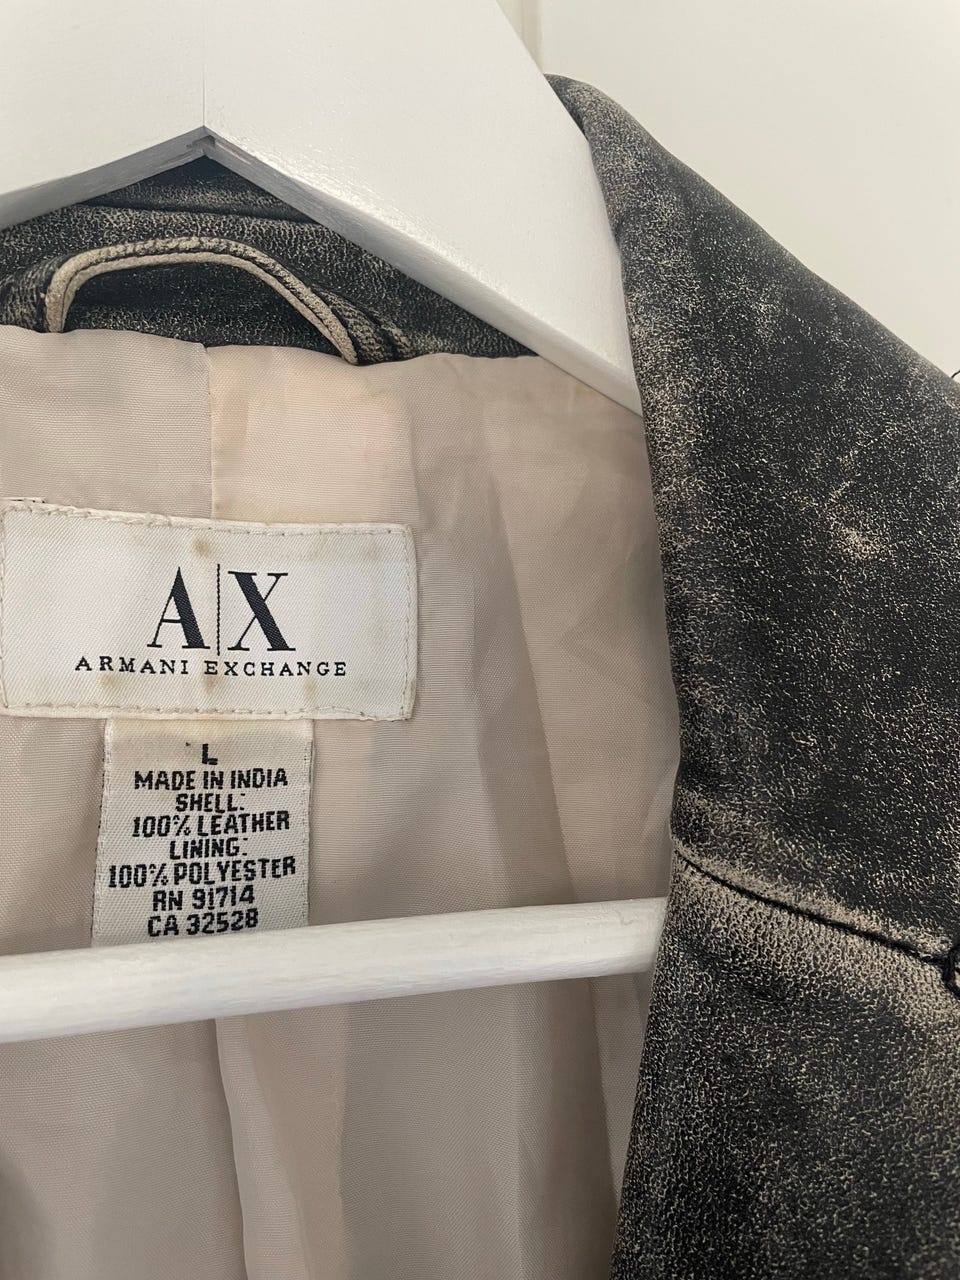 A|X
ARMANI EXCHANGE
L
MADE IN INDIA
SHELL:
100% LEATHER
LINING:
100% POLYESTER
RN 91714
CA 32528